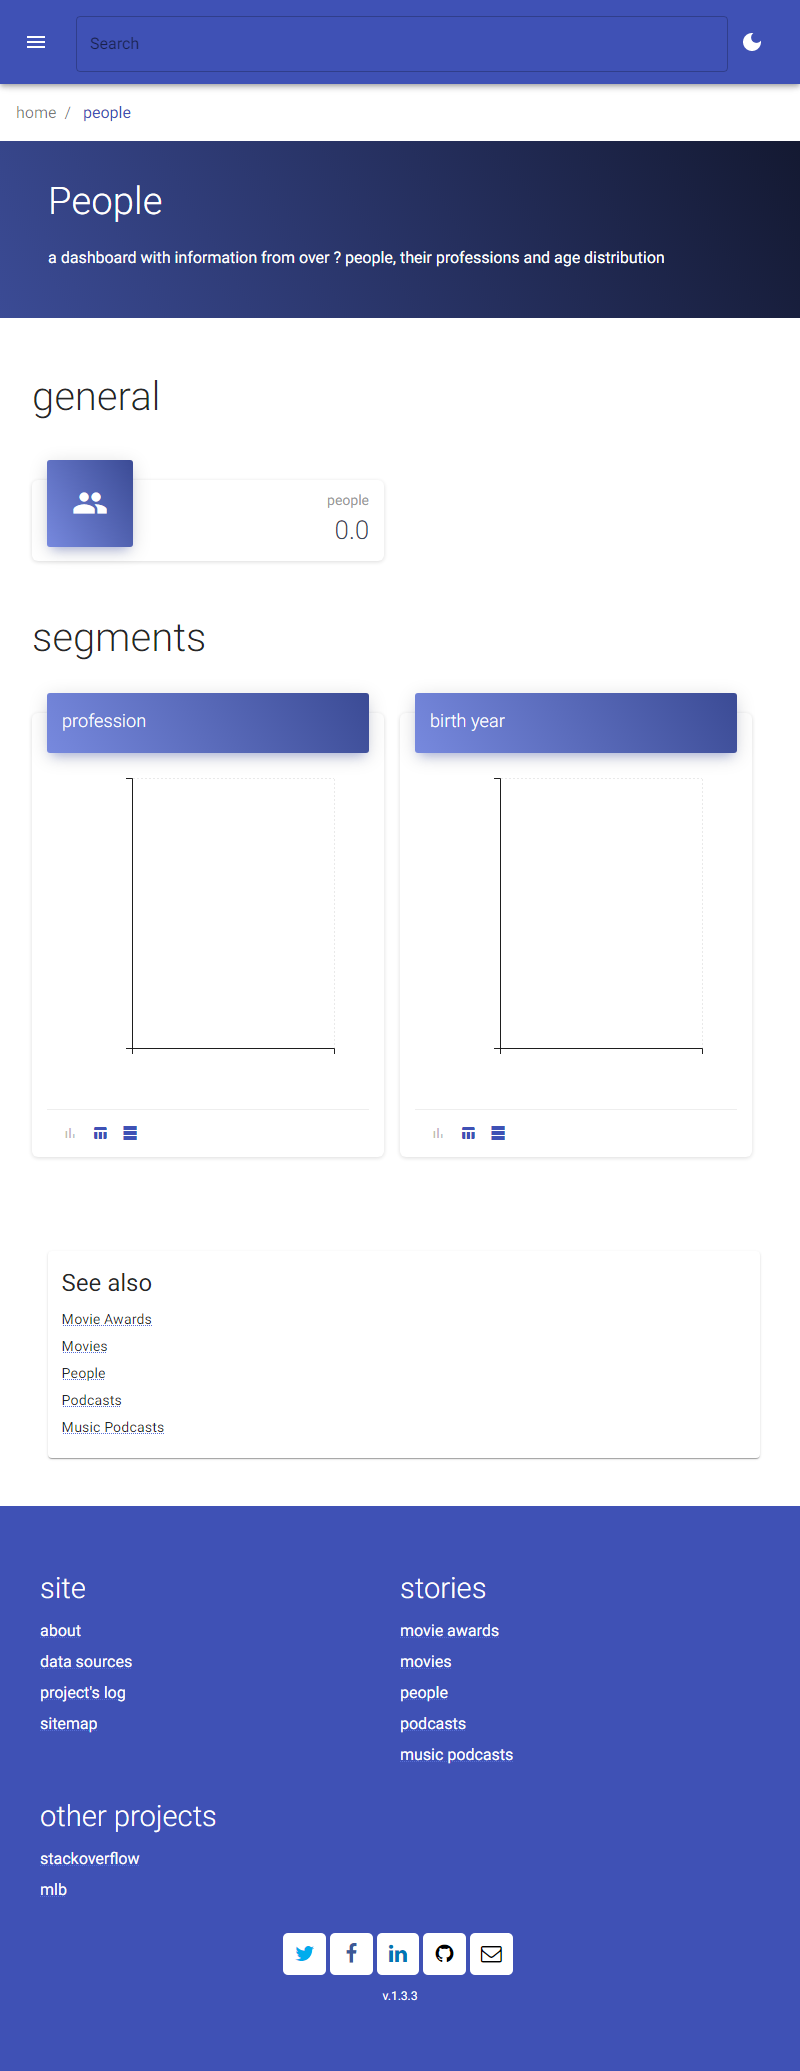 Search
home / people
People
a dashboard with information from over ? people, their professions and age distribution
general
people
0.0
segments
profession
birth year
See also
Movie Awards
Movies
People
Podcasts
Music Podcasts
site
about
data sources
project's log
sitemap
stories
movie awards
movies
people
podcasts
music podcasts
other projects
stackoverflow
mlb
v.1.3.3